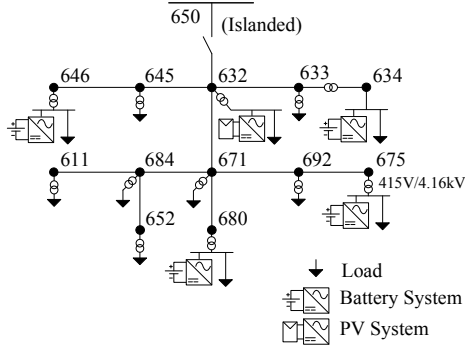 650
(Islanded)
646 645 632 633 634
611 684 671 692 675
415V/4.16kV
652 680
Load
Battery System
PV System